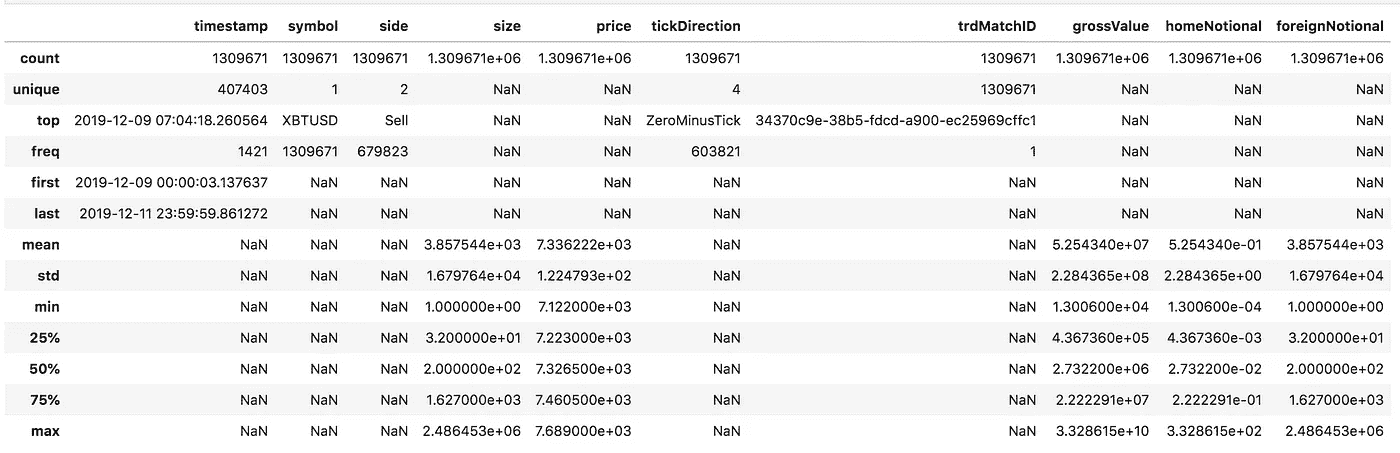 timestamp symbol side size price tickDirection trdMatchID grossValue homeNotional foreignNotional
count 1309671 1309671 1309671 1.309671e+06 1.309671e+06 1309671 1309671 1.309671e+06 1.309671e+06 1.309671e+06
unique 407403 1 2 NaN NaN 4 1309671 NaN NaN NaN
top 2019-12-09 07:04:18.260564 XBTUSD Sell NaN NaN ZeroMinusTick 34370c9e-38b5-fdcd-a900-ec25969cffc1 NaN NaN NaN
freq 1421 1309671 679823 NaN NaN 603821 1 NaN NaN NaN
first 2019-12-09 00:00:03.137637 NaN NaN NaN NaN NaN NaN NaN NaN NaN
last 2019-12-11 23:59:59.861272 NaN NaN NaN NaN NaN NaN NaN NaN NaN
mean NaN NaN NaN 3.857544e+03 7.336222e+03 NaN NaN 5.254340e+07 5.254340e-01 3.857544e+03
std NaN NaN NaN 1.679764e+04 1.224793e+02 NaN NaN 2.284365e+08 2.284365e+00 1.679764e+04
min NaN NaN NaN 1.000000e+00 7.122000e+03 NaN NaN 1.300600e+04 1.300600e-04 1.000000e+00
25% NaN NaN NaN 3.200000e+01 7.223000e+03 NaN NaN 4.367360e+05 4.367360e-03 3.200000e+01
50% NaN NaN NaN 2.000000e+02 7.326500e+03 NaN NaN 2.732200e+06 2.732200e-02 2.000000e+02
75% NaN NaN NaN 1.627000e+03 7.460500e+03 NaN NaN 2.222291e+07 2.222291e-01 1.627000e+03
max NaN NaN NaN 2.486453e+06 7.689000e+03 NaN NaN 3.328615e+10 3.328615e+02 2.486453e+06